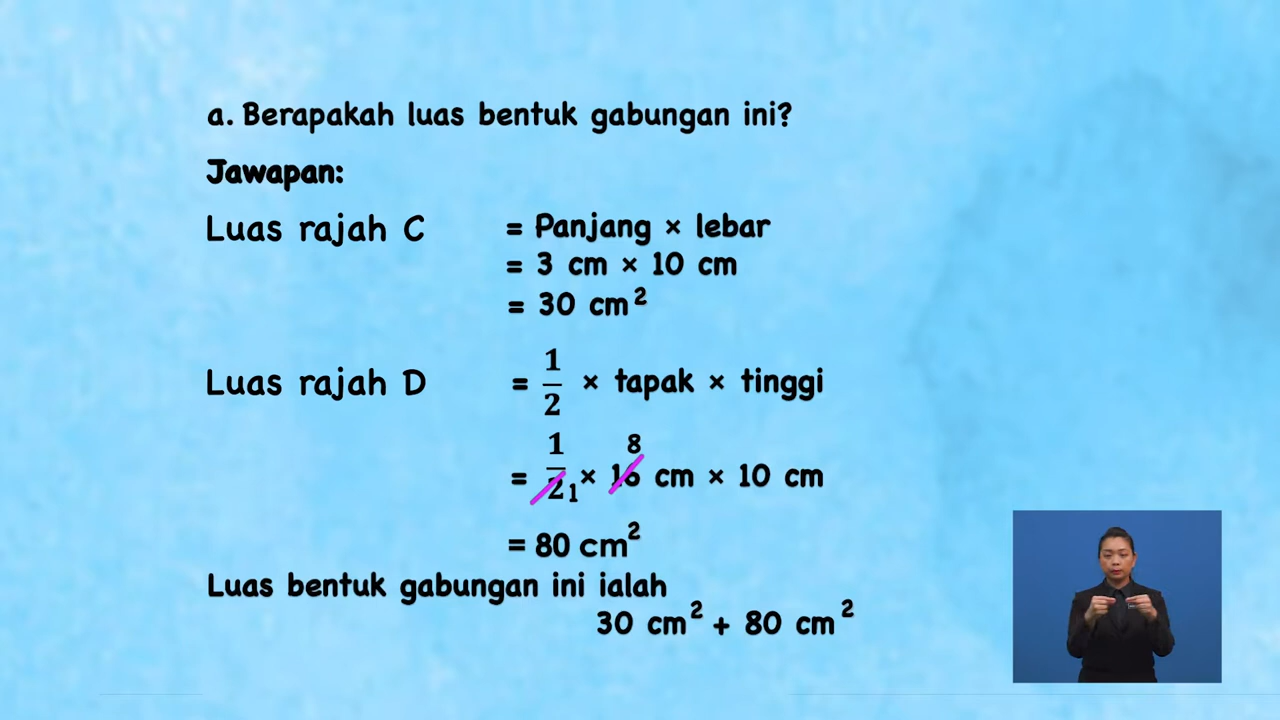 a. Berapakah luas bentuk gabungan ini?
Jawapan:
Luas rajah C = Panjang × lebar
= 3 cm × 10 cm
= 30 cm²
Luas rajah D = 1/2 × tapak × tinggi
8
= 1/2 1 × 16 cm × 10 cm
= 80 cm²
Luas bentuk gabungan ini ialah
30 cm² + 80 cm²